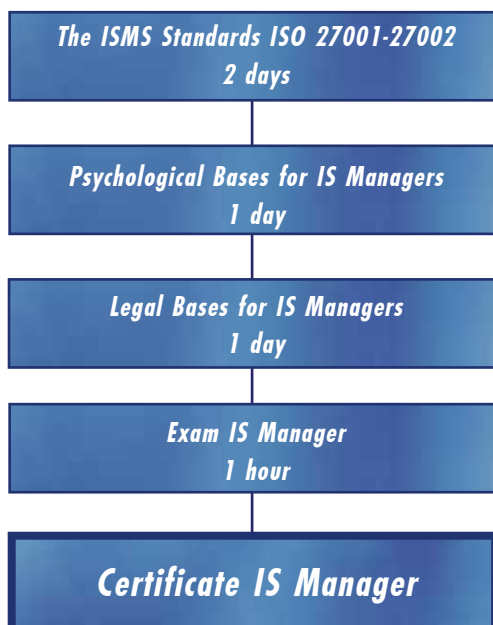 The ISMS Standards ISO 27001-27002
2 days
Psychological Bases for IS Managers
1 day
Legal Bases for IS Managers
1 day
Exam IS Manager
1 hour
Certificate IS Manager